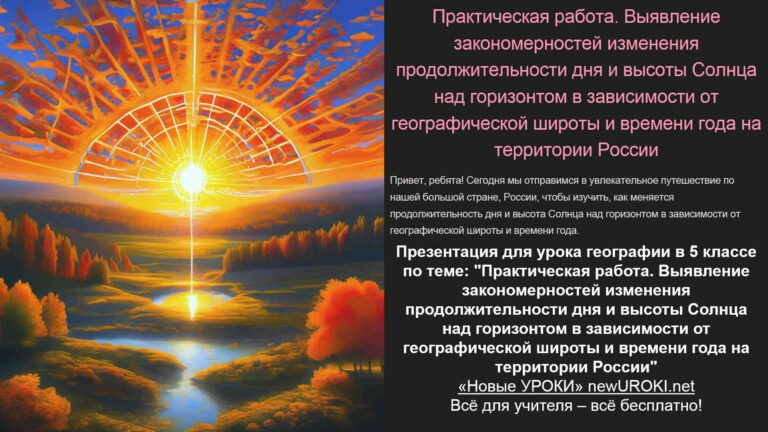 Практическая работа. Выявление
закономерностей изменения
продолжительности дня и высоты Солнца
над горизонтом в зависимости от
географической широты и времени года на
территории России
Привет, ребята! Сегодня мы отправимся в увлекательное путешествие по
нашей большой стране, России, чтобы изучить, как меняется
продолжительность дня и высота Солнца над горизонтом в зависимости от
географической широты и времени года.
Презентация для урока географии в 5 классе
по теме: "Практическая работа. Выявление
закономерностей изменения
продолжительности дня и высоты Солнца
над горизонтом в зависимости от
географической широты и времени года на
территории России"
«Новые УРОКИ» newUROKI.net
Всё для учителя – всё бесплатно!